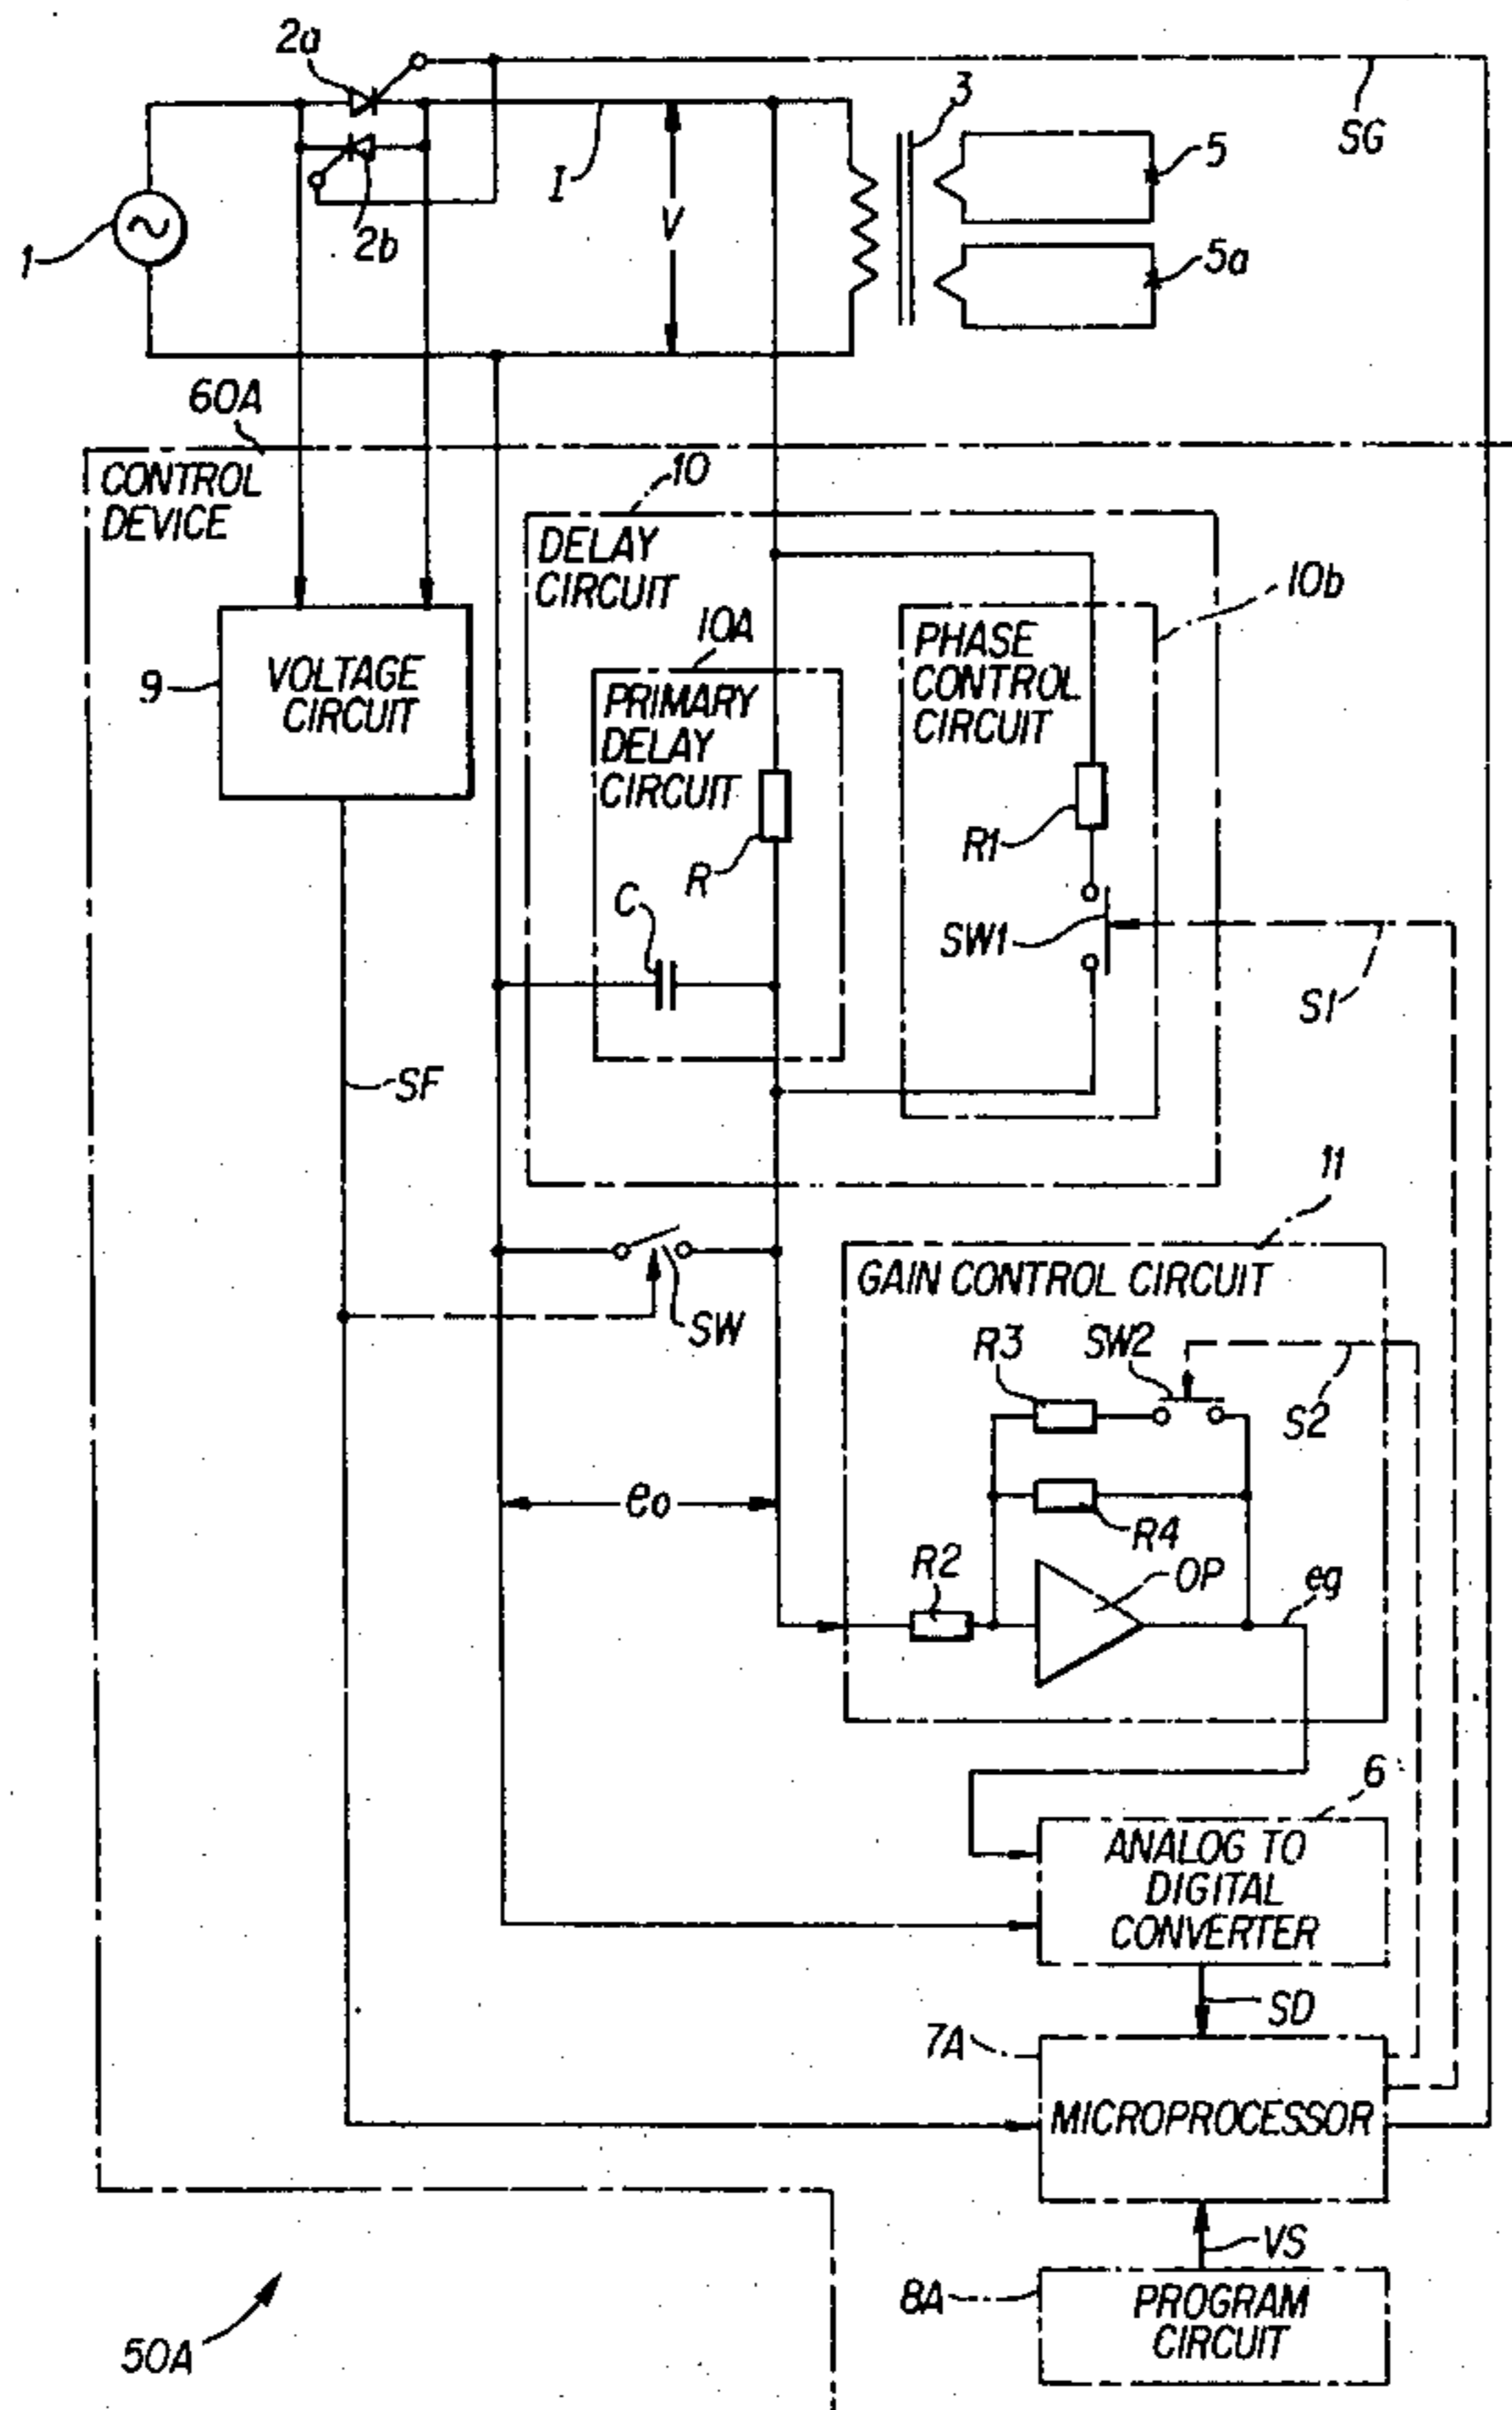 2a
3
SG
I
V
5
1
2b
5a
60A
CONTROL
DEVICE
10
DELAY
CIRCUIT
10b
10A
PHASE
CONTROL
CIRCUIT
9
VOLTAGE
CIRCUIT
PRIMARY
DELAY
CIRCUIT
R
R1
C
SW1
S1
SF
11
GAIN CONTROL CIRCUIT
SW
R3
SW2
S2
eo
R4
R2
OP
eg
6
ANALOG TO
DIGITAL
CONVERTER
SD
7A
MICROPROCESSOR
VS
8A
PROGRAM
CIRCUIT
50A